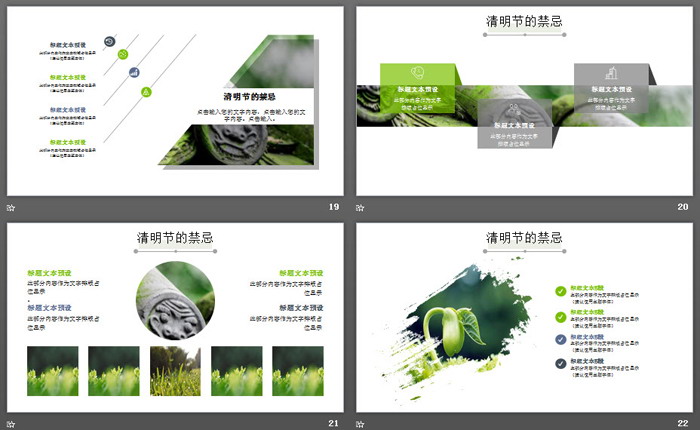 标题文本预设
此部分内容作为文字排版占位显示
(建议使用主题字体)
标题文本预设
此部分内容作为文字排版占位显示
(建议使用主题字体)
标题文本预设
此部分内容作为文字排版占位显示
(建议使用主题字体)
标题文本预设
此部分内容作为文字排版占位显示
(建议使用主题字体)
清明节的禁忌
点击输入您的文字内容，点击输入您的文
字内容，点击输入。
19
清明节的禁忌
标题文本预设
此部分内容作为文字
排版占位显示
标题文本预设
此部分内容作为文字
排版占位显示
标题文本预设
此部分内容作为文字
排版占位显示
20
清明节的禁忌
标题文本预设
此部分内容作为文字排版占
位显示
标题文本预设
此部分内容作为文字排版占
位显示
标题文本预设
此部分内容作为文字排版占
位显示
标题文本预设
此部分内容作为文字排版占
位显示
21
清明节的禁忌
标题文本预设
此部分内容作为文字排版占位显示
(建议使用主题字体)
标题文本预设
此部分内容作为文字排版占位显示
(建议使用主题字体)
标题文本预设
此部分内容作为文字排版占位显示
(建议使用主题字体)
标题文本预设
此部分内容作为文字排版占位显示
(建议使用主题字体)
22